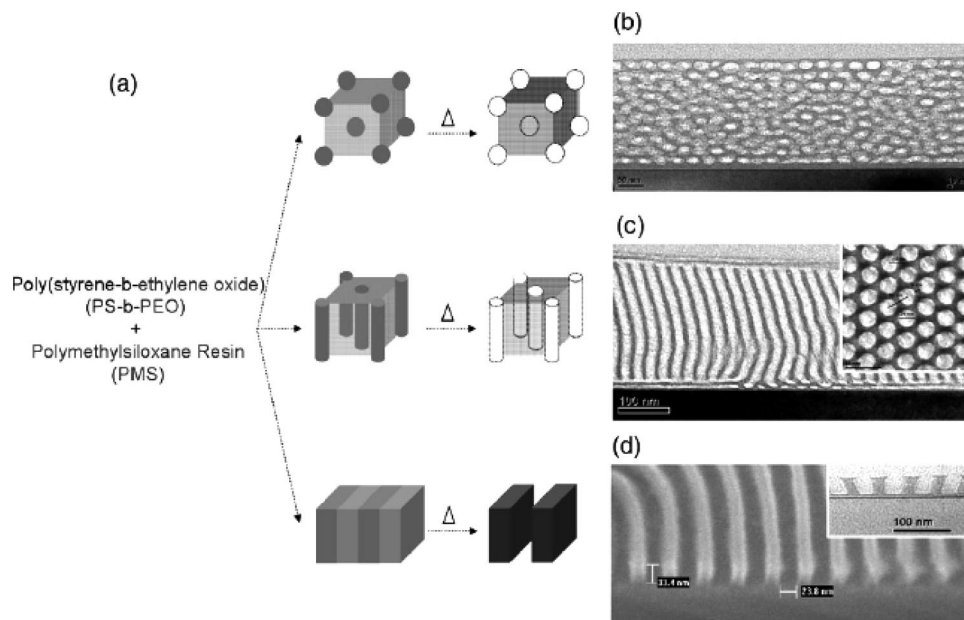 (a)
(b)
Δ
(c)
Poly(styrene-b-ethylene oxide)
(PS-b-PEO)
+
Polymethylsiloxane Resin
(PMS)
Δ
100 nm
(d)
Δ
100 nm
33.4 nm
23.8 nm